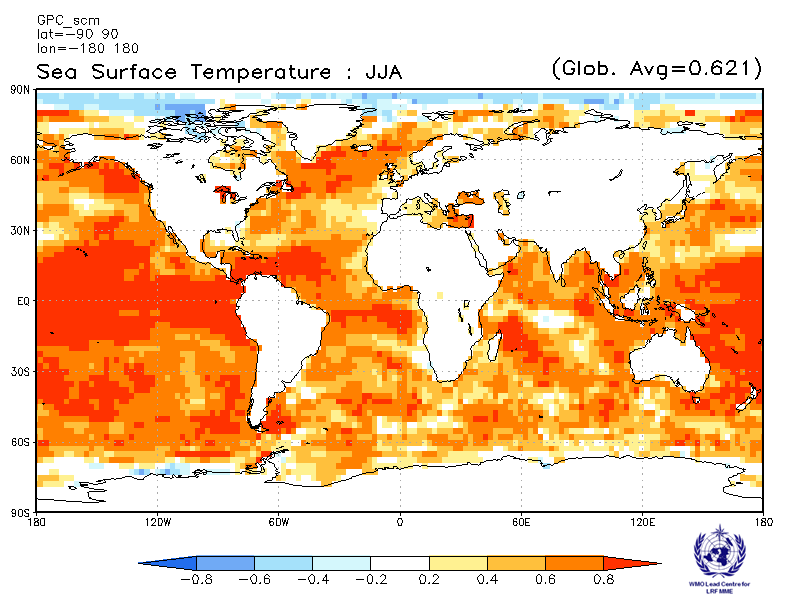 GPC_scm
lat=-90 90
lon=-180 180
Sea Surface Temperature : JJA
(Glob. Avg=0.621)
90N
60N
30N
EQ
30S
60S
90S
180 120W 60W 0 60E 120E 180
-0.8 -0.6 -0.4 -0.2 0.2 0.4 0.6 0.8
WMO Lead Centre for
LRF MME